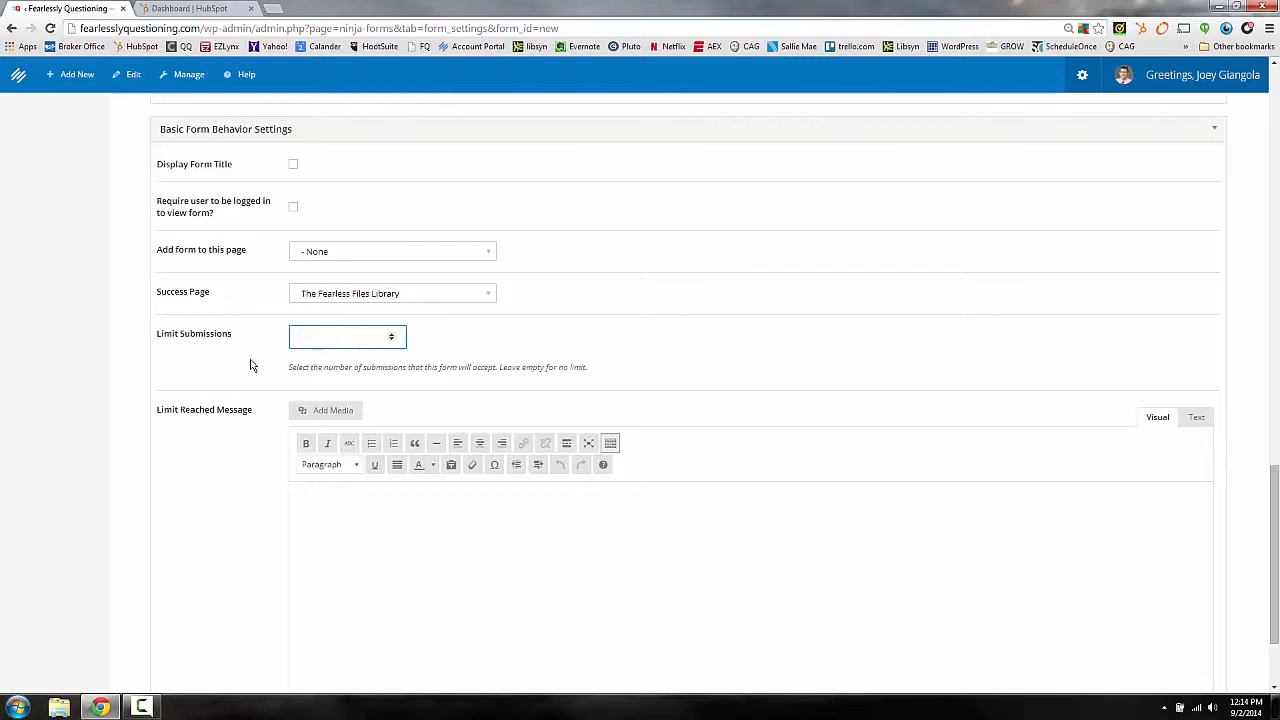 Fearlessly Questioning —
Dashboard | HubSpot
fearlesslyquestioning.com/wp-admin/admin.php?page=ninja-forms&tab=form_settings&form_id=new
Apps Broker Office HubSpot QQ EZLynx Yahoo! Calander HootSuite FQ Account Portal libsyn Evernote Pluto Netflix AEX CAG Sallie Mae trello.com Libsyn WordPress GROW ScheduleOnce CAG » Other bookmarks
Add New Edit Manage Help Greetings, Joey Giangola
Basic Form Behavior Settings
Display Form Title
Require user to be logged in
to view form?
Add form to this page - None
Success Page The Fearless Files Library
Limit Submissions
Select the number of submissions that this form will accept. Leave empty for no limit.
Limit Reached Message Add Media
Visual Text
B I ABC
Paragraph U A Ω
12:14 PM
9/2/2014